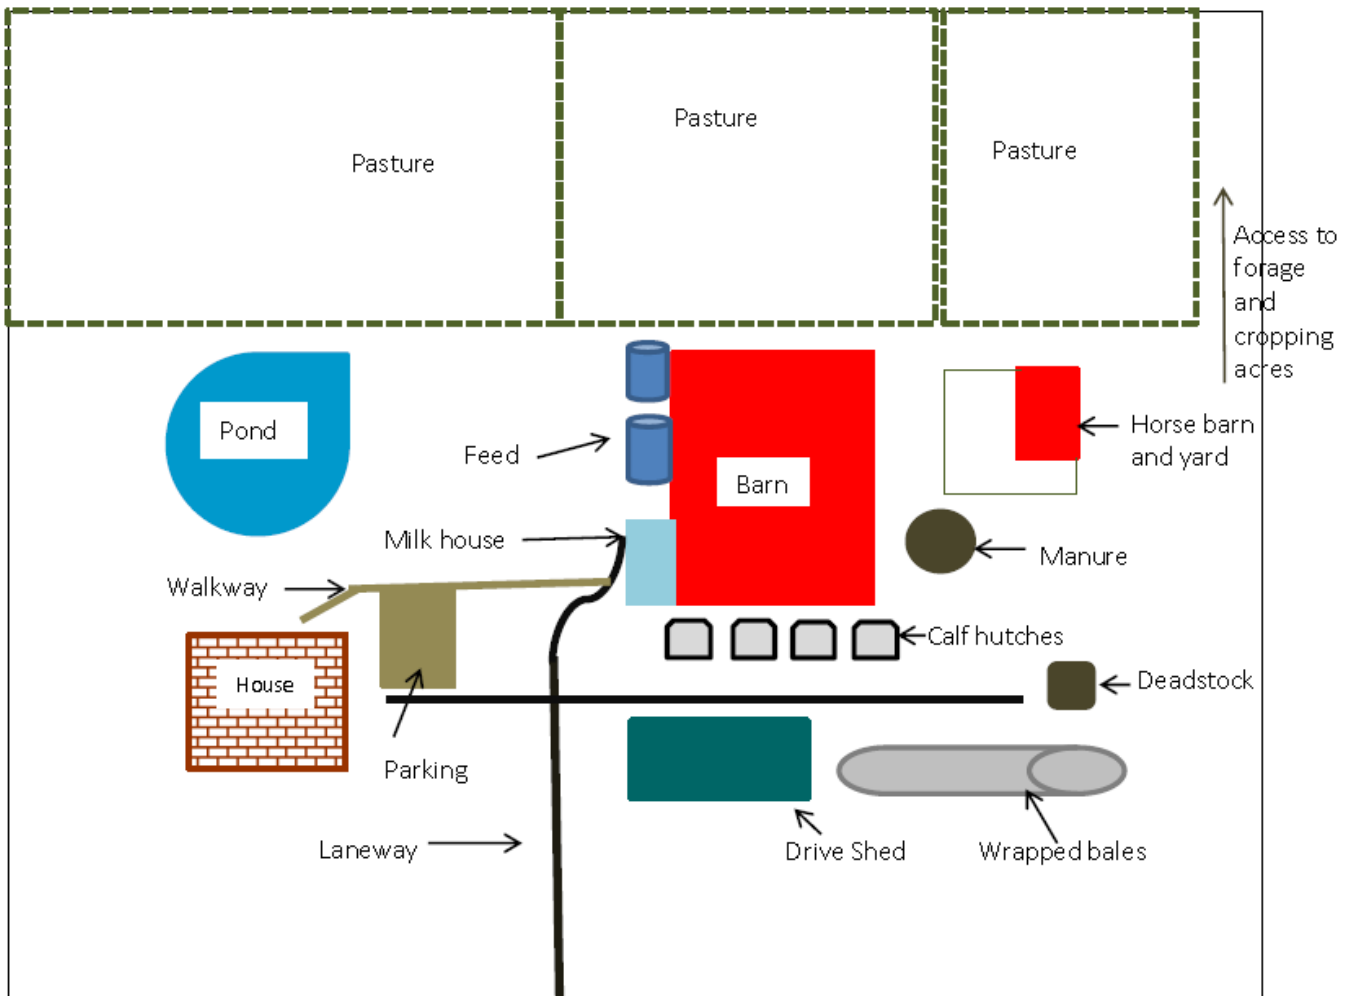 Pasture
Pasture
Pasture
Access to
forage
and
cropping
acres
Pond
Feed
Barn
Horse barn
and yard
Milk house
Manure
Walkway
Calf hutches
House
Deadstock
Parking
Laneway
Drive Shed
Wrapped bales